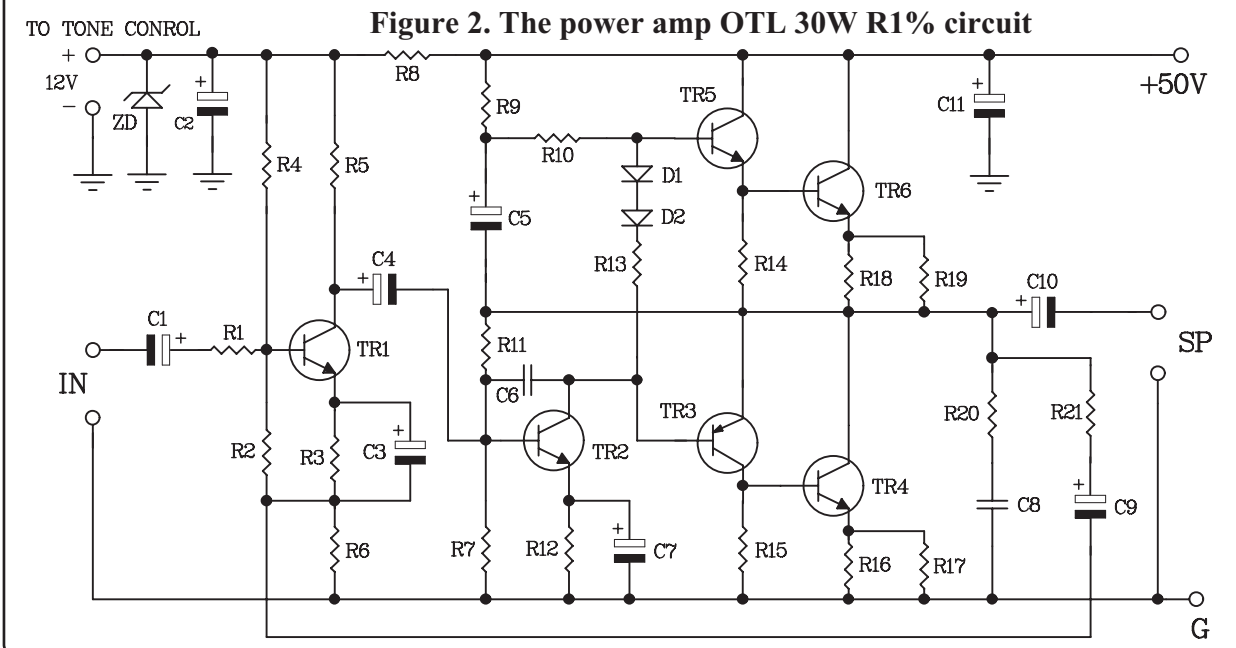 Figure 2. The power amp OTL 30W R1% circuit
TO TONE CONROL
+
12V
−
ZD
+
C2
R4
R5
R8
R9
R10
+
C5
D1
D2
R13
TR5
R14
TR6
R18
R19
+
C11
+50V
C1
+
R1
IN
TR1
+
C4
R11
C6
TR2
TR3
TR4
+
C10
SP
R20
R21
R2
R3
+
C3
R6
R7
R12
+
C7
R15
R16
R17
C8
+
C9
G